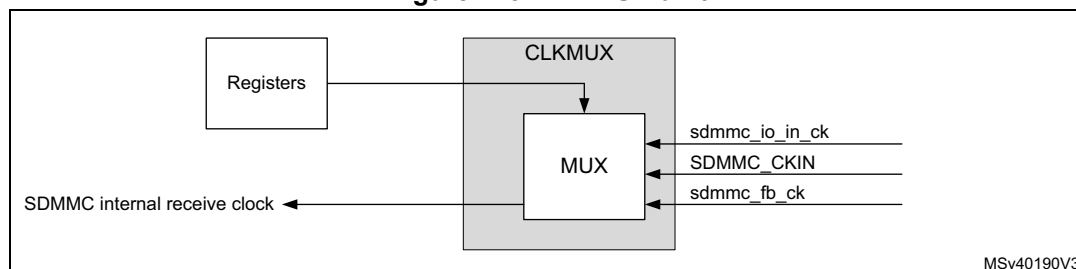 CLKMUX
Registers
sdmmc_io_in_ck
MUX
SDMMC_CKIN
sdmmc_fb_ck
SDMMC internal receive clock
MSv40190V3